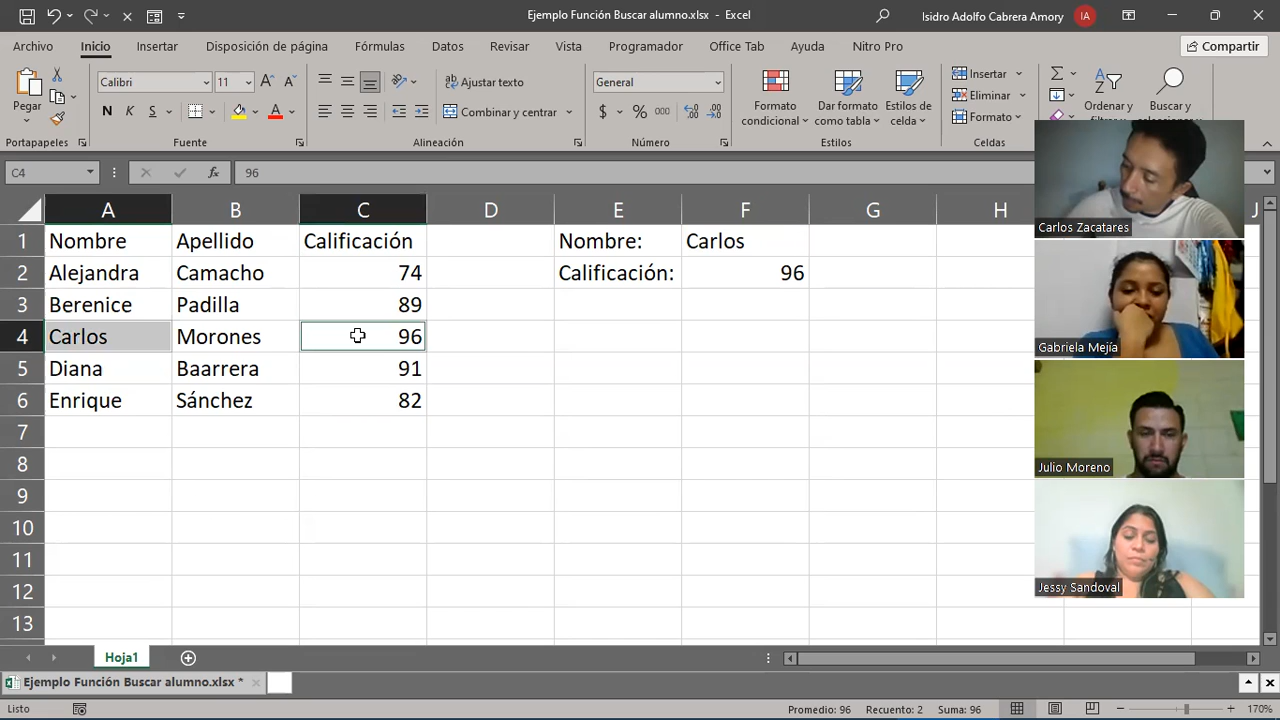 Ejemplo Función Buscar alumno.xlsx - Excel
Isidro Adolfo Cabrera Amory IA
Archivo Inicio Insertar Disposición de página Fórmulas Datos Revisar Vista Programador Office Tab Ayuda Nitro Pro Compartir
Pegar
Calibri 11
N K S
Ajustar texto
Combinar y centrar
General
$ % 000
Formato condicional
Dar formato como tabla
Estilos de celda
Insertar
Eliminar
Formato
Ordenar y
Buscar y
Portapapeles Fuente Alineación Número Estilos Celdas
C4 fx 96
A B C D E F G H J
1 Nombre Apellido Calificación Nombre: Carlos
2 Alejandra Camacho 74 Calificación: 96
3 Berenice Padilla 89
4 Carlos Morones 96
5 Diana Baarrera 91
6 Enrique Sánchez 82
7
8
9
10
11
12
13
Carlos Zacatares
Gabriela Mejía
Julio Moreno
Jessy Sandoval
Hoja1
Ejemplo Función Buscar alumno.xlsx *
Listo Promedio: 96 Recuento: 2 Suma: 96 170%